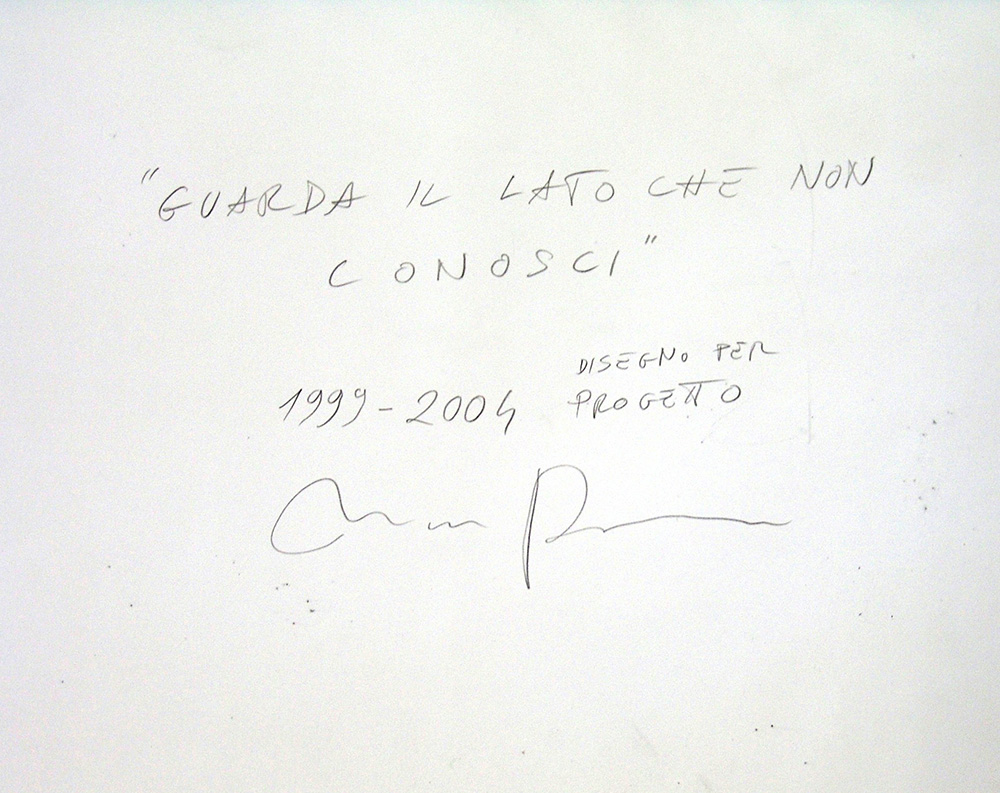 "GUARDA IL LATO CHE NON
CONOSCI"
1999-2004 DISEGNO PER
PROGETTO